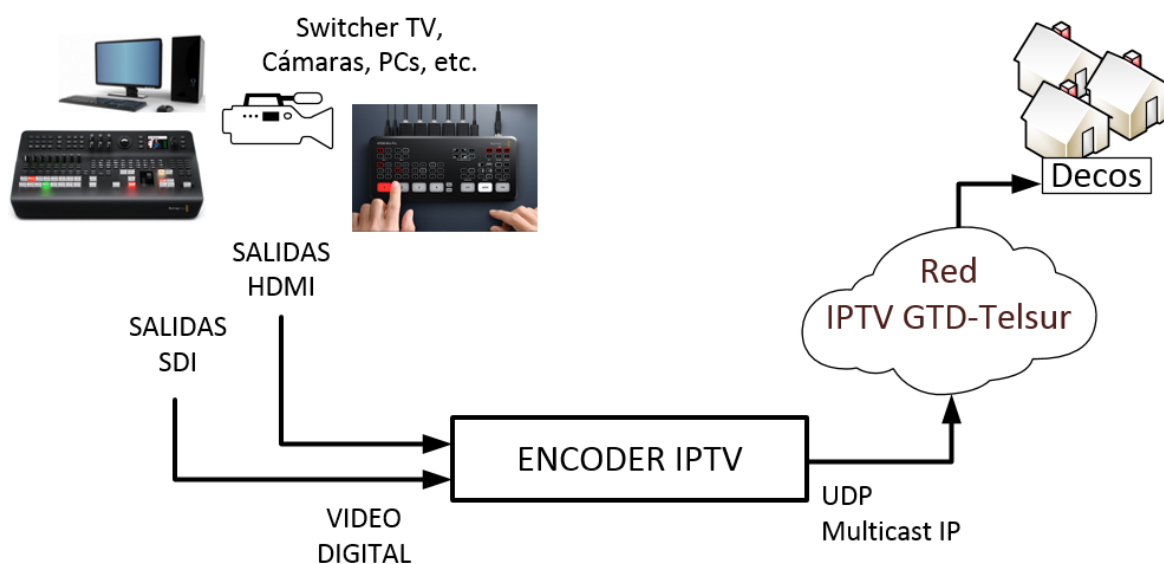 Switcher TV,
Cámaras, PCs, etc.
Decos
SALIDAS
HDMI
Red
IPTV GTD-Telsur
SALIDAS
SDI
ENCODER IPTV
UDP
Multicast IP
VIDEO
DIGITAL